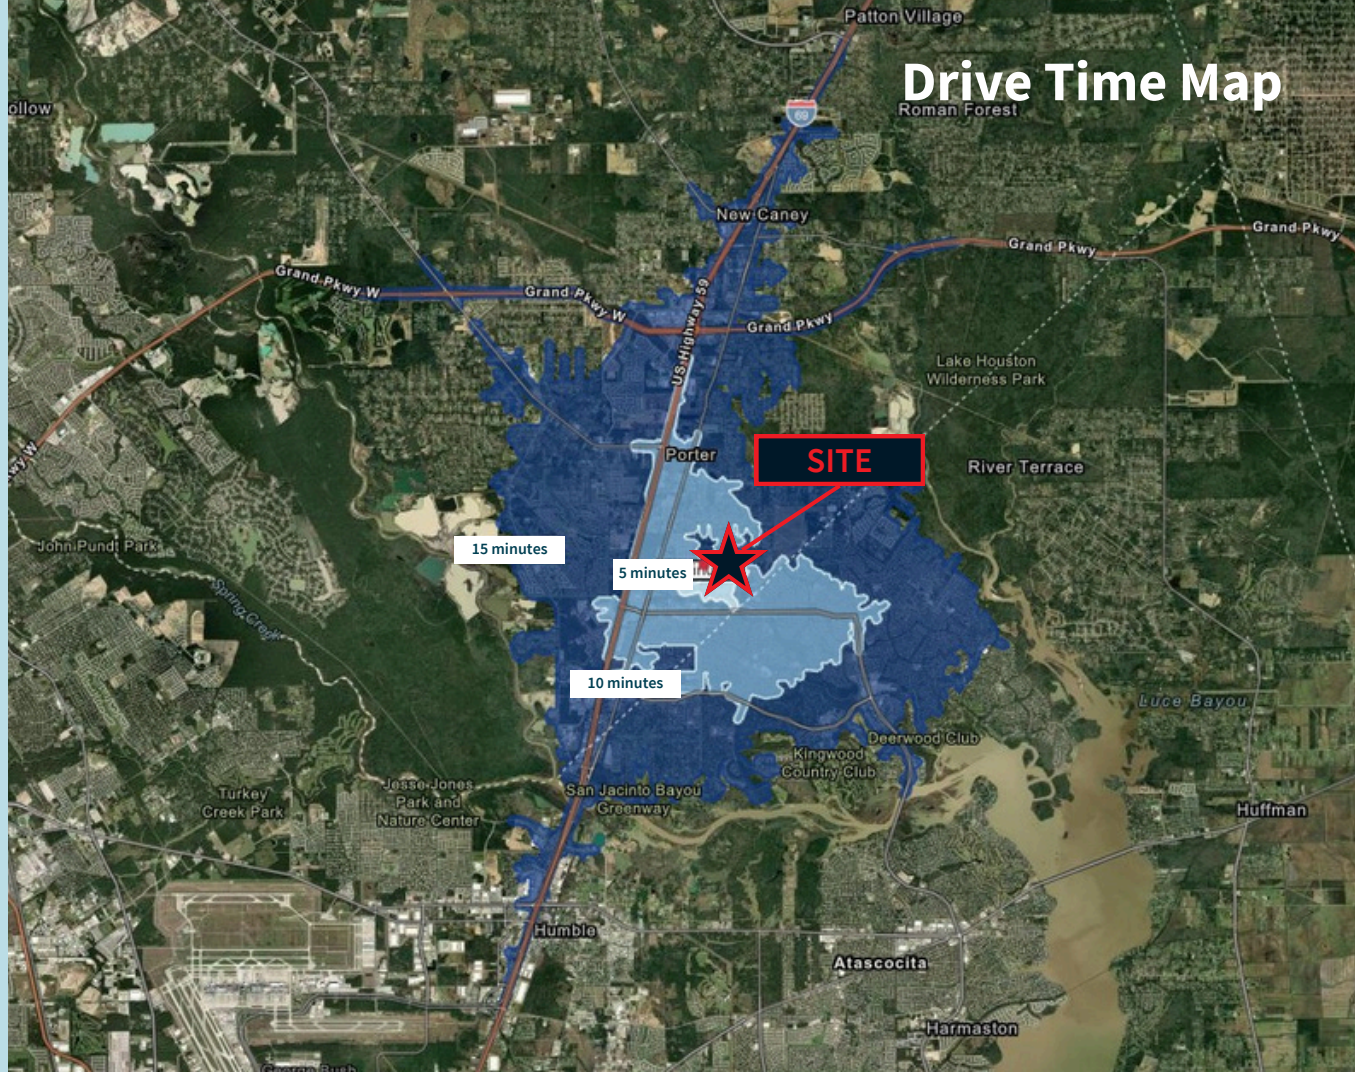 Patton Village
Drive Time Map
69
Roman Forest
ollow
New Caney
Grand Pkwy
Grand Pkwy
Grand Pkwy W
Grand Pkwy W
US Highway 59
Grand Pkwy
Lake Houston
Wilderness Park
wy W
Porter
SITE
River Terrace
John Pundt Park
15 minutes
5 minutes
Spring Creek
10 minutes
Luce Bayou
Deerwood Club
Kingwood
Country Club
Turkey
Creek Park
Jesse Jones
Park and
Nature Center
San Jacinto Bayou
Greenway
Huffman
Humble
Atascocita
Harmaston
George Bush